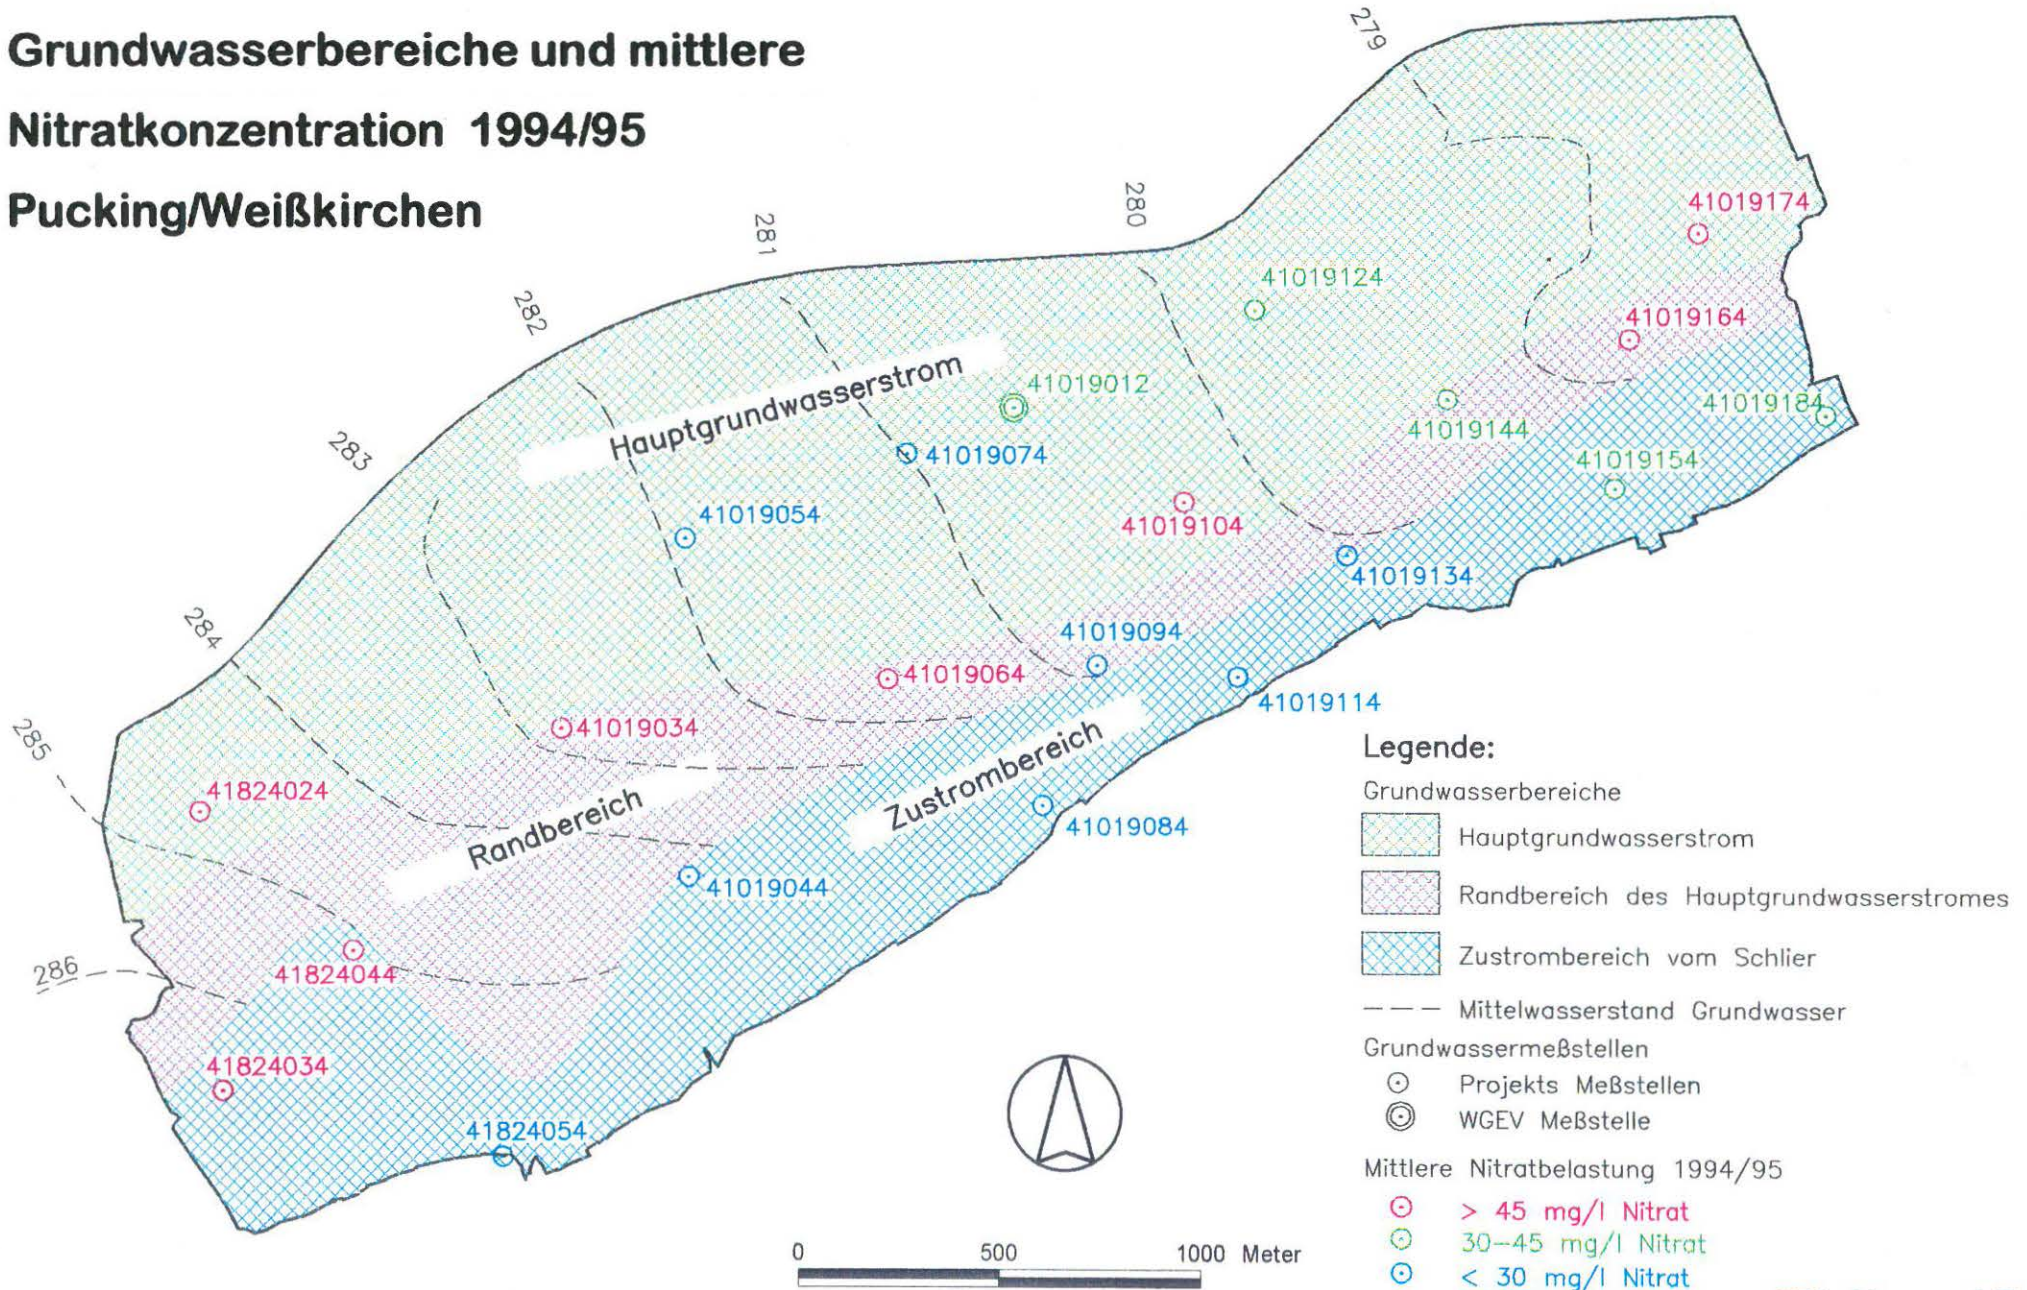 Grundwasserbereiche und mittlere
Nitratkonzentration 1994/95
Pucking/Weißkirchen
279
280
281
282
283
284
285
286
41019174
41019124
41019164
41019012
41019184
41019144
41019074
41019154
41019054
41019104
41019134
41019094
41019064
41019114
41019034
41824024
41019084
41019044
41824044
41824034
41824054
Hauptgrundwasserstrom
Randbereich
Zustrombereich
Legende:
Grundwasserbereiche
Hauptgrundwasserstrom
Randbereich des Hauptgrundwasserstromes
Zustrombereich vom Schlier
Mittelwasserstand Grundwasser
Grundwassermeßstellen
Projekts Meßstellen
WGEV Meßstelle
Mittlere Nitratbelastung 1994/95
> 45 mg/l Nitrat
30-45 mg/l Nitrat
< 30 mg/l Nitrat
0 500 1000 Meter